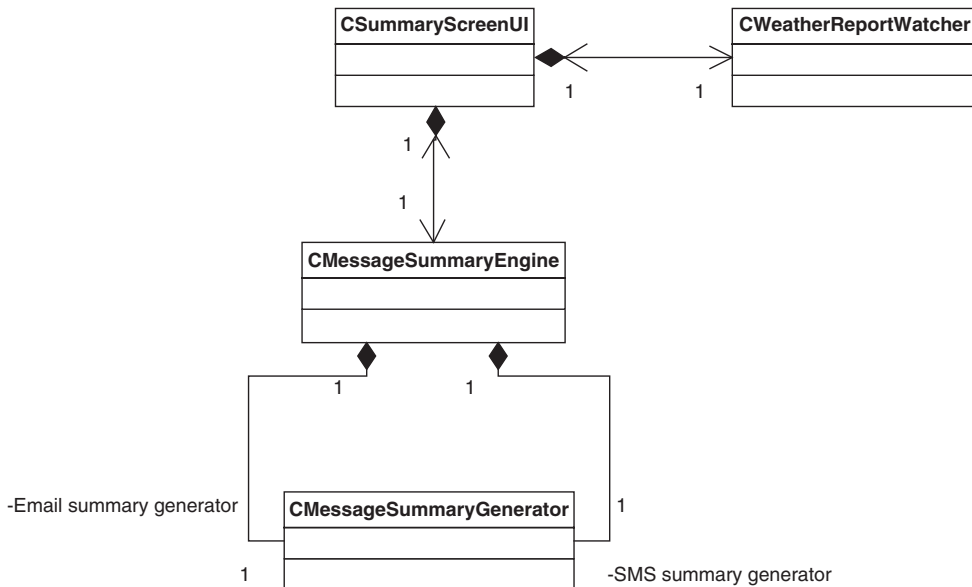 CSummaryScreenUI
CWeatherReportWatcher
1
1
1
1
CMessageSummaryEngine
1
1
-Email summary generator
CMessageSummaryGenerator
1
1
-SMS summary generator